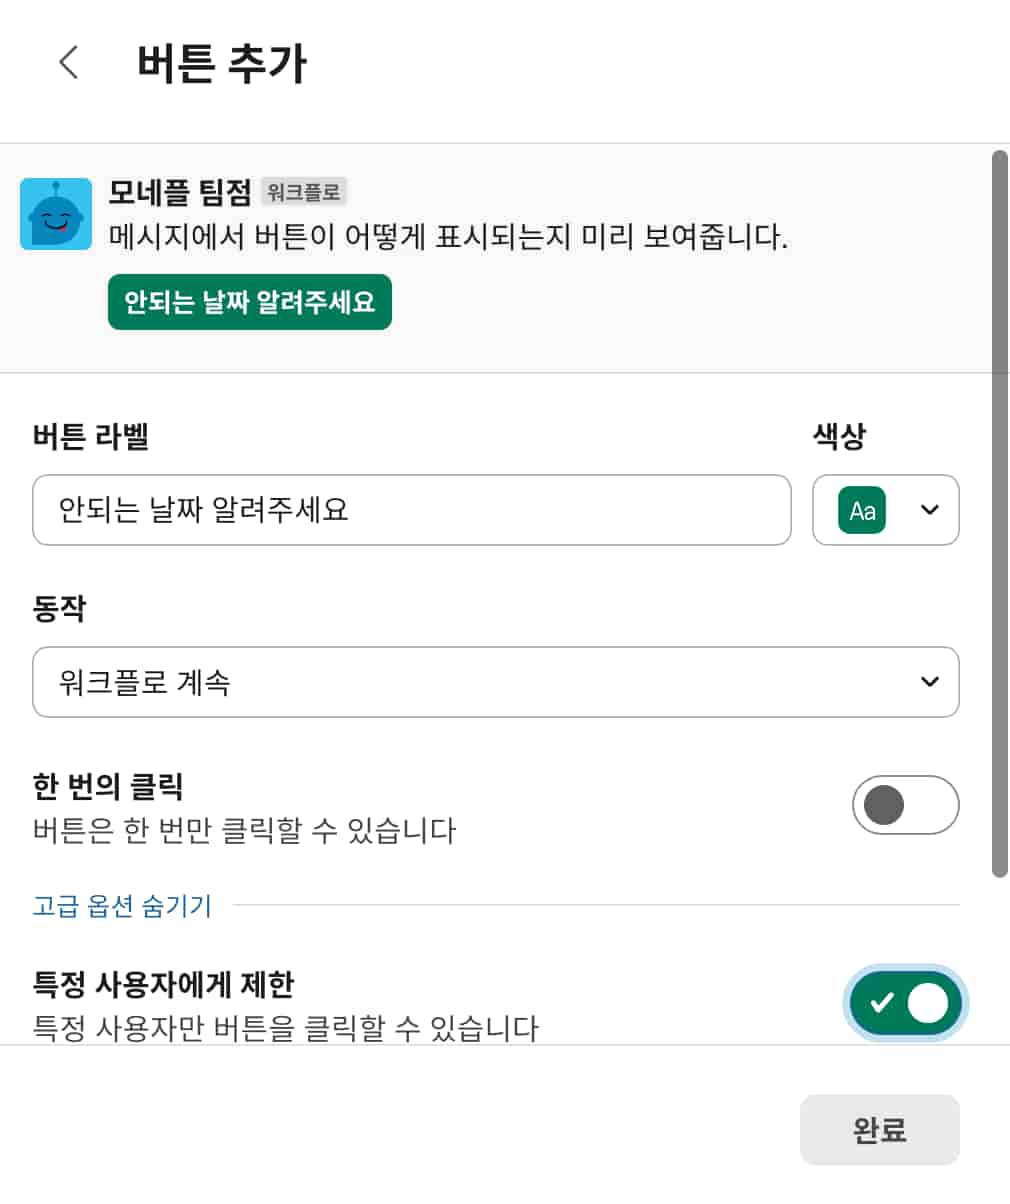 버튼 추가
모네플 팀점 워크플로
메시지에서 버튼이 어떻게 표시되는지 미리 보여줍니다.
안되는 날짜 알려주세요
버튼 라벨 색상
안되는 날짜 알려주세요 Aa
동작
워크플로 계속
한 번의 클릭
버튼은 한 번만 클릭할 수 있습니다
고급 옵션 숨기기
특정 사용자에게 제한
특정 사용자만 버튼을 클릭할 수 있습니다
완료